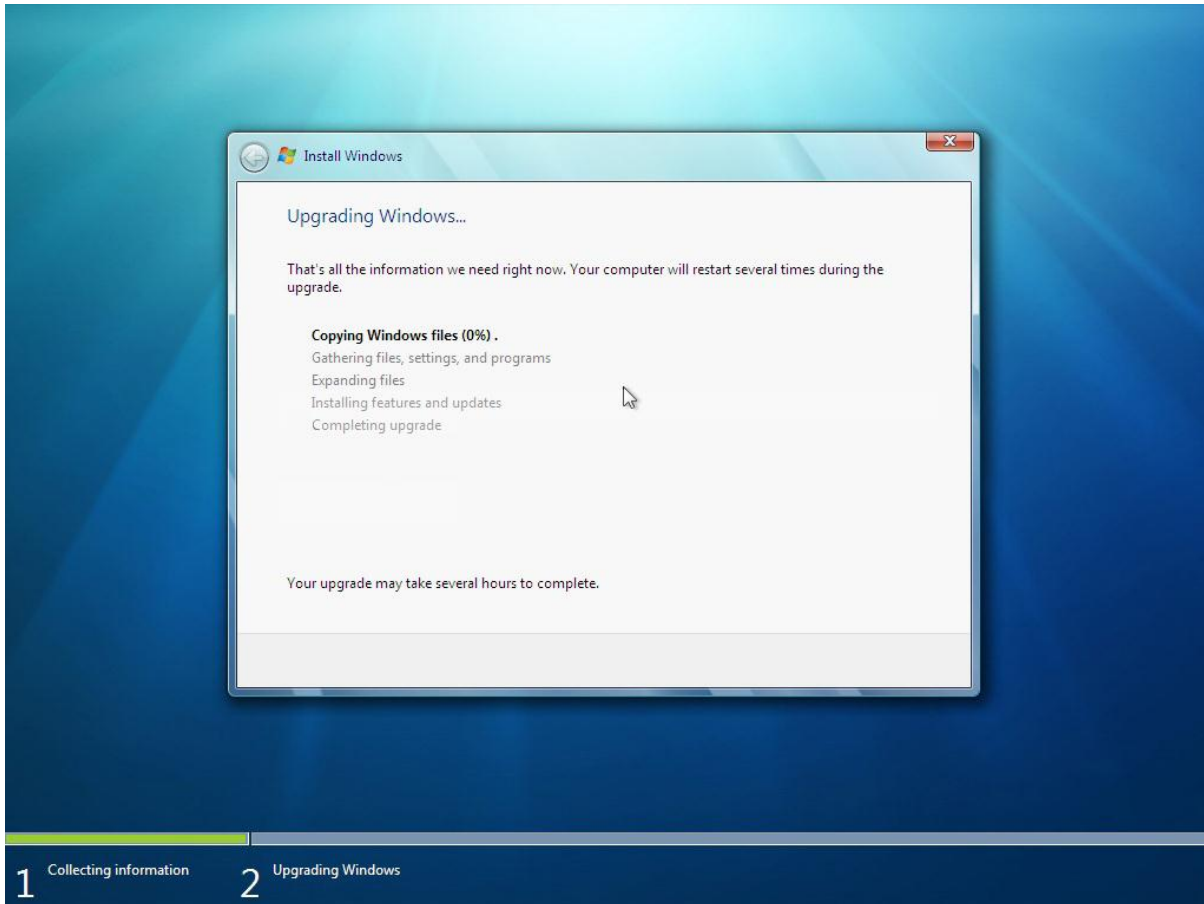 Install Windows
Upgrading Windows...
That's all the information we need right now. Your computer will restart several times during the
upgrade.
Copying Windows files (0%) .
Gathering files, settings, and programs
Expanding files
Installing features and updates
Completing upgrade
Your upgrade may take several hours to complete.
1 Collecting information 2 Upgrading Windows